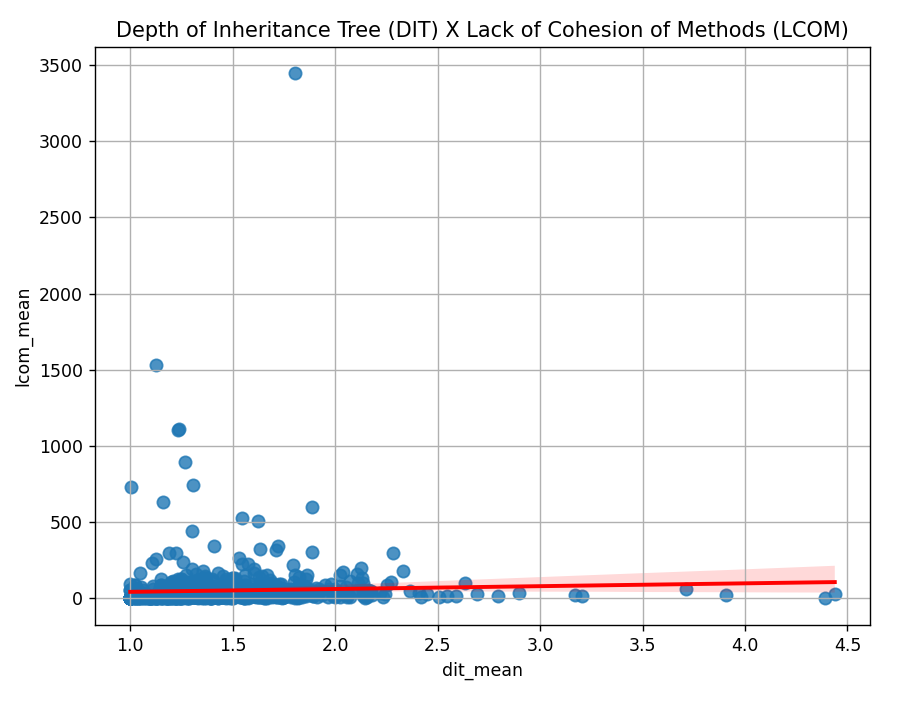 Depth of Inheritance Tree (DIT) X Lack of Cohesion of Methods (LCOM)
3500
3000
2500
2000
1500
1000
500
0
lcom_mean
1.0 1.5 2.0 2.5 3.0 3.5 4.0 4.5
dit_mean